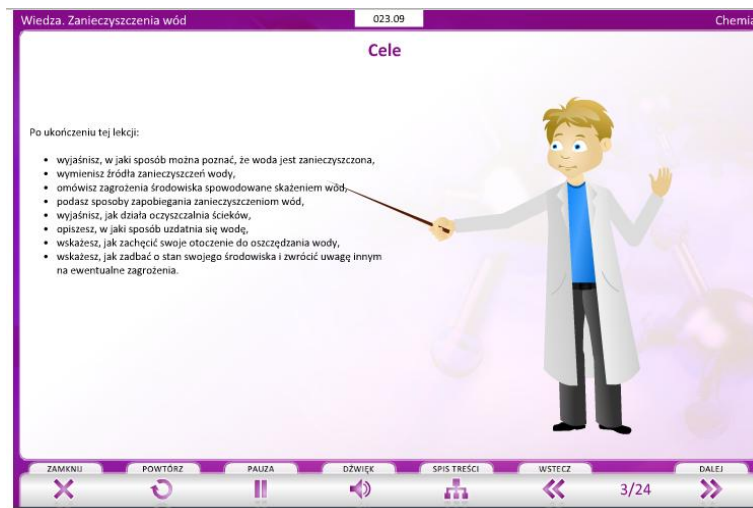 Wiedza. Zanieczyszczenia wód
023.09
Chemia
Cele
Po ukończeniu tej lekcji:
• wyjaśnisz, w jaki sposób można poznać, że woda jest zanieczyszczona,
• wymienisz źródła zanieczyszczeń wody,
• omówisz zagrożenia środowiska spowodowane skażeniem wód,
• podasz sposoby zapobiegania zanieczyszczeniom wód,
• wyjaśnisz, jak działa oczyszczalnia ścieków,
• opiszesz, w jaki sposób uzdatnia się wodę,
• wskażesz, jak zachęcić swoje otoczenie do oszczędzania wody,
• wskażesz, jak zadbać o stan swojego środowiska i zwrócić uwagę innym
na ewentualne zagrożenia.
ZAMKNIJ
POWTÓRZ
PAUZA
DŹWIĘK
SPIS TREŚCI
WSTECZ
DALEJ
3/24